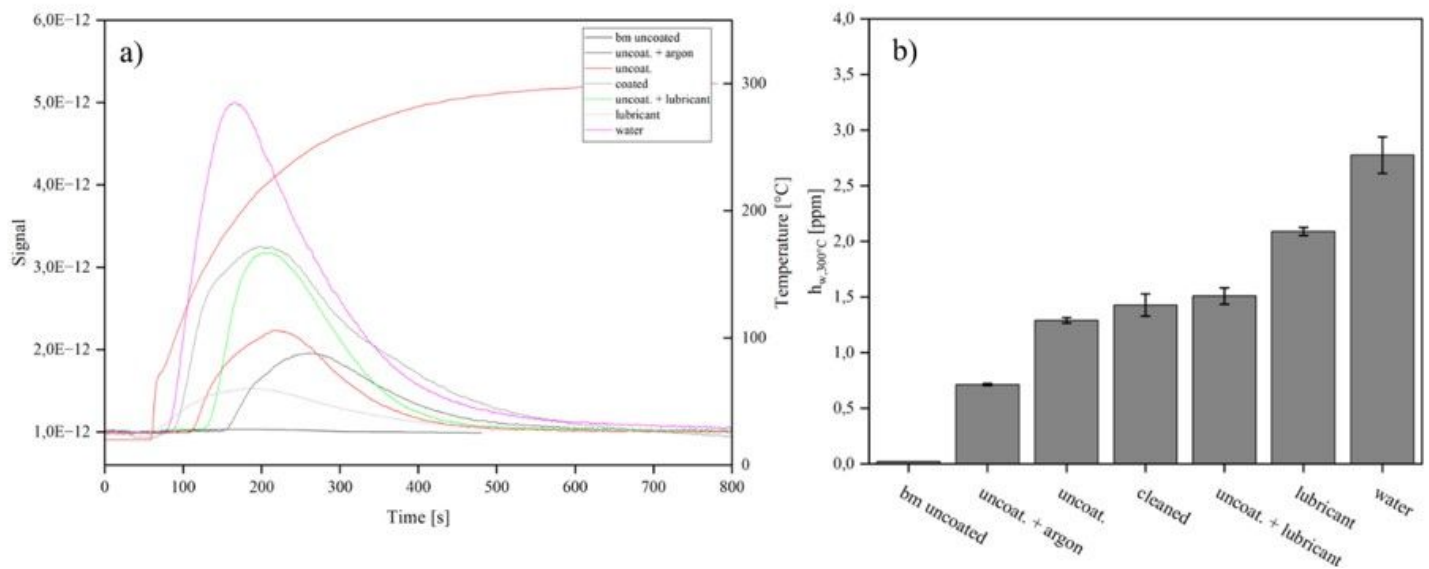 a)
6,0E−12
5,0E−12
4,0E−12
3,0E−12
2,0E−12
1,0E−12
Signal
0
100
200
300
400
500
600
700
800
Time [s]
300
200
100
0
Temperature [°C]
bm uncoated
uncoat. + argon
uncoat.
coated
uncoat. + lubricant
lubricant
water
b)
4,0
3,5
3,0
2,5
2,0
1,5
1,0
0,5
0,0
h_w,300°C [ppm]
bm uncoated
uncoat. + argon
uncoat.
cleaned
uncoat. + lubricant
lubricant
water